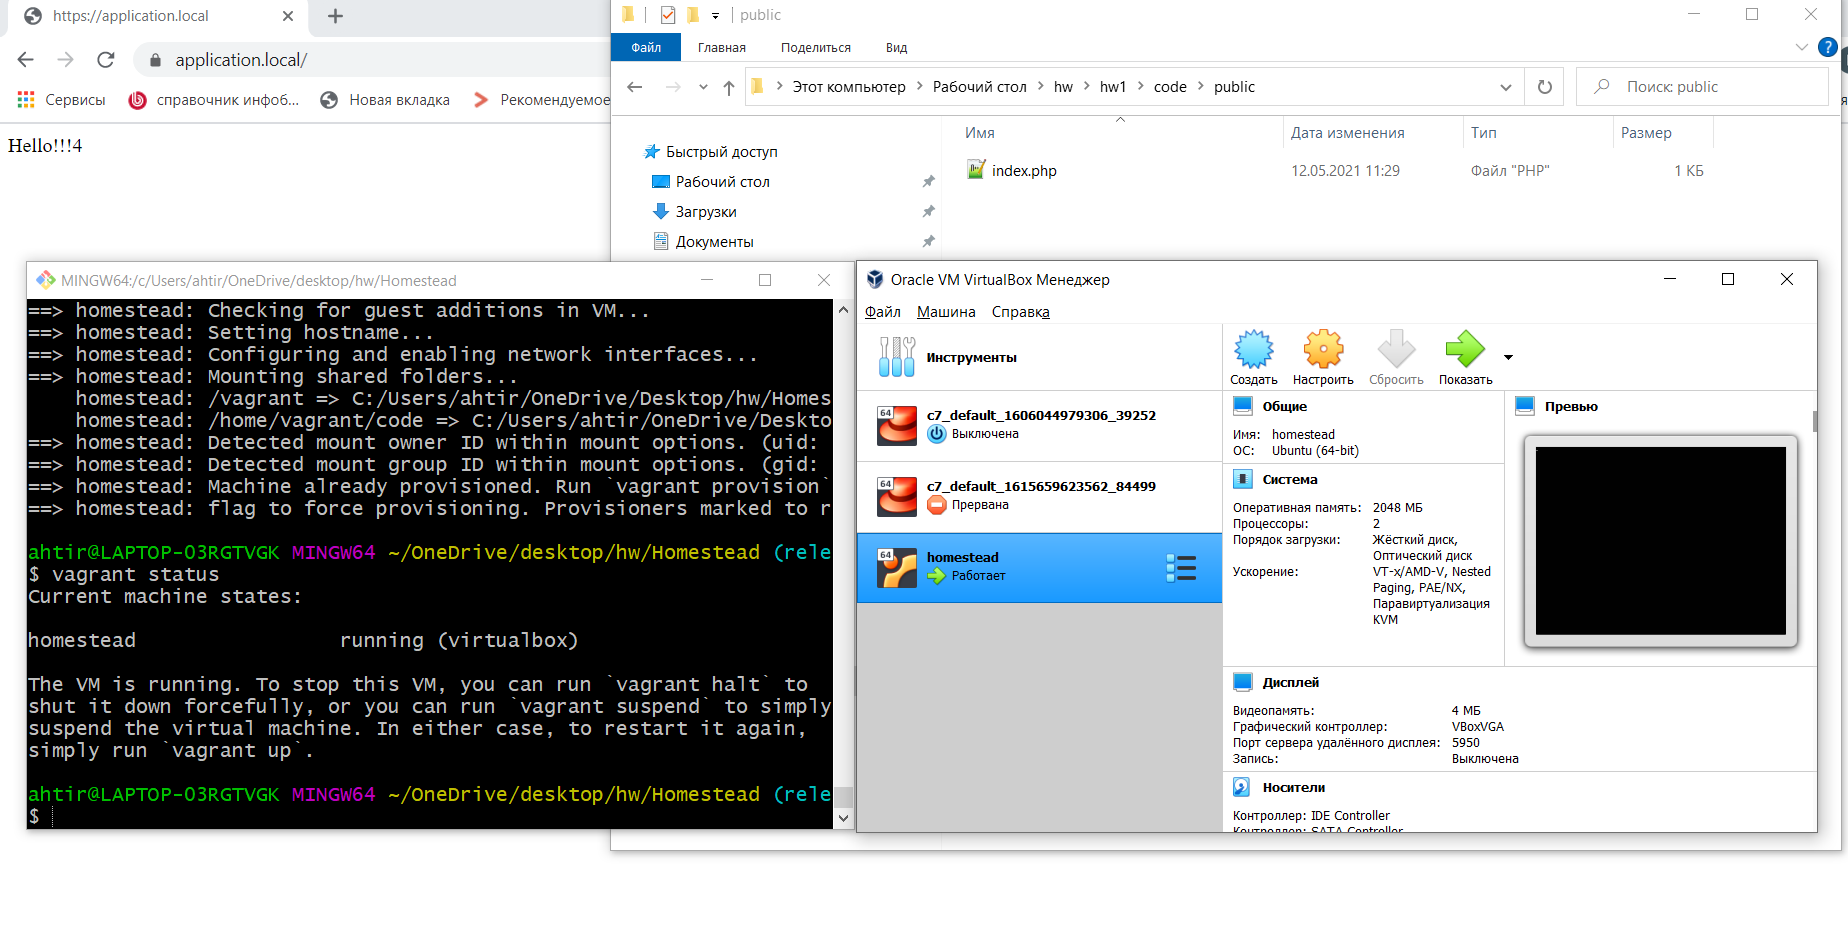 https://application.local
application.local/
Сервисы
справочник инфоб...
Новая вкладка
Рекомендуемое
Hello!!!4
public
Файл
Главная
Поделиться
Вид
Этот компьютер
Рабочий стол
hw
hw1
code
public
Поиск: public
Имя
Дата изменения
Тип
Размер
Быстрый доступ
Рабочий стол
Загрузки
Документы
index.php
12.05.2021 11:29
Файл "PHP"
1 КБ
MINGW64:/c/Users/ahtir/OneDrive/desktop/hw/Homestead
==> homestead: Checking for guest additions in VM...
==> homestead: Setting hostname...
==> homestead: Configuring and enabling network interfaces...
==> homestead: Mounting shared folders...
homestead: /vagrant => C:/Users/ahtir/OneDrive/Desktop/hw/Homes
homestead: /home/vagrant/code => C:/Users/ahtir/OneDrive/Deskto
==> homestead: Detected mount owner ID within mount options. (uid:
==> homestead: Detected mount group ID within mount options. (gid:
==> homestead: Machine already provisioned. Run `vagrant provision`
==> homestead: flag to force provisioning. Provisioners marked to r
ahtir@LAPTOP-O3RGTVGK MINGW64 ~/OneDrive/desktop/hw/Homestead (rele
$ vagrant status
Current machine states:
homestead running (virtualbox)
The VM is running. To stop this VM, you can run `vagrant halt` to
shut it down forcefully, or you can run `vagrant suspend` to simply
suspend the virtual machine. In either case, to restart it again,
simply run `vagrant up`.
ahtir@LAPTOP-O3RGTVGK MINGW64 ~/OneDrive/desktop/hw/Homestead (rele
$
Oracle VM VirtualBox Менеджер
Файл
Машина
Справка
Инструменты
Создать
Настроить
Сбросить
Показать
64
c7_default_1606044979306_39252
Выключена
64
c7_default_1615659623562_84499
Прервана
64
homestead
Работает
Общие
Имя: homestead
ОС: Ubuntu (64-bit)
Система
Оперативная память: 2048 МБ
Процессоры: 2
Порядок загрузки: Жёсткий диск,
Оптический диск
Ускорение: VT-x/AMD-V, Nested
Paging, PAE/NX,
Паравиртуализация
KVM
Превью
Дисплей
Видеопамять: 4 МБ
Графический контроллер: VBoxVGA
Порт сервера удалённого дисплея: 5950
Запись: Выключена
Носители
Контроллер: IDE Controller
Контроллер: SATA Controller